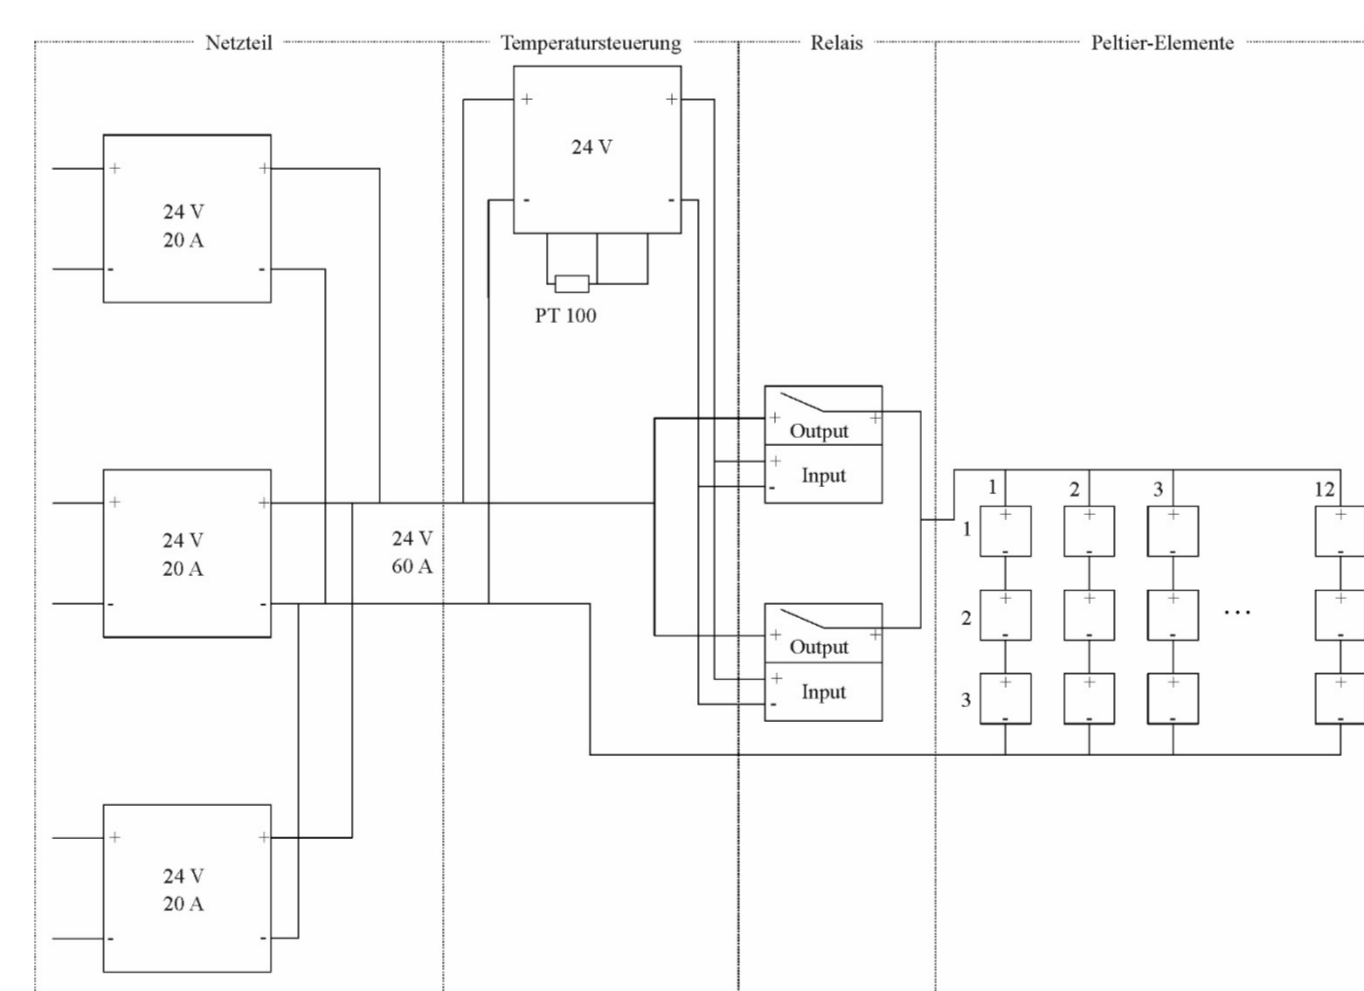 Netzteil Temperatursteuerung Relais Peltier-Elemente
+ +
24 V
- -
PT 100
+ +
24 V
20 A
- -
+ +
Output
+
Input
-
+ +
24 V
20 A
- -
24 V
60 A
1 2 3 12
1 + + + +
- - - -
2 + + + +
- - - -
...
3 + + + +
- - - -
+ +
Output
+
Input
-
+ +
24 V
20 A
- -